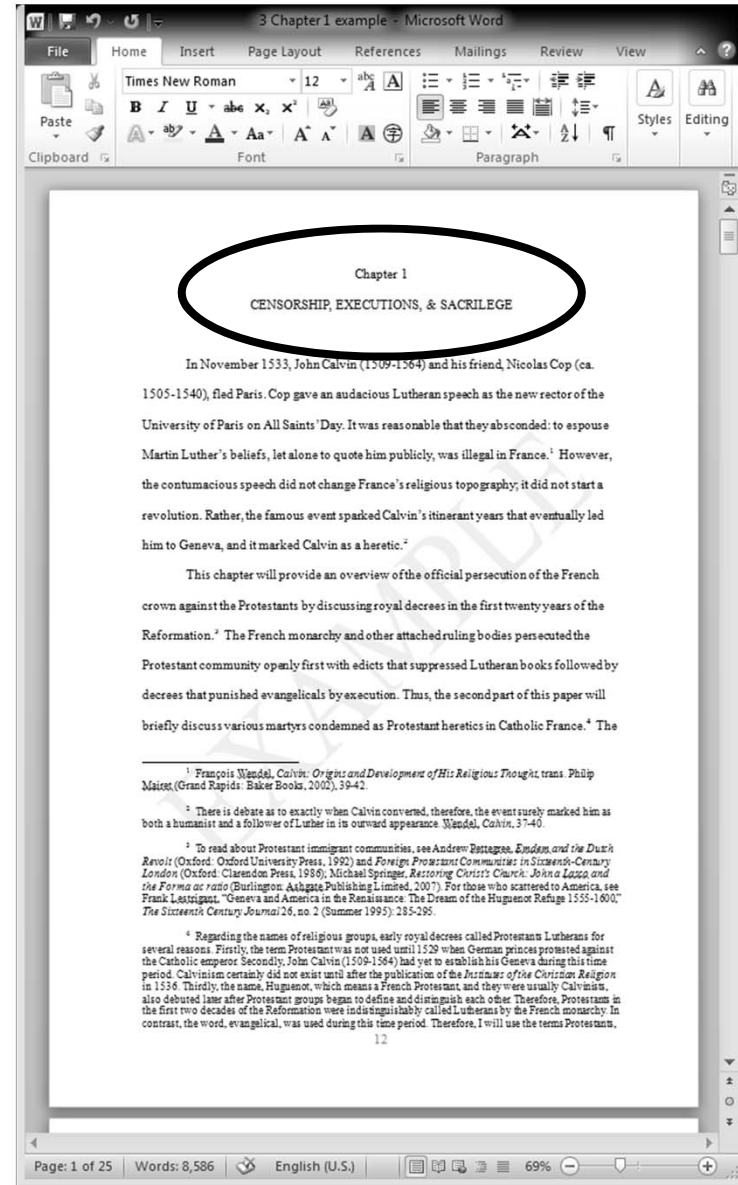 3 Chapter 1 example - Microsoft Word
File Home Insert Page Layout References Mailings Review View
Times New Roman 12
Paste
Styles Editing
Clipboard Font Paragraph
Chapter 1
CENSORSHIP, EXECUTIONS, & SACRILEGE
In November 1533, John Calvin (1509-1564) and his friend, Nicolas Cop (ca.
1505-1540), fled Paris. Cop gave an audacious Lutheran speech as the new rector of the
University of Paris on All Saints' Day. It was reasonable that they absconded: to espouse
Martin Luther's beliefs, let alone to quote him publicly, was illegal in France.1 However,
the contumacious speech did not change France's religious topography; it did not start a
revolution. Rather, the famous event sparked Calvin's itinerant years that eventually led
him to Geneva, and it marked Calvin as a heretic.2
This chapter will provide an overview of the official persecution of the French
crown against the Protestants by discussing royal decrees in the first twenty years of the
Reformation.3 The French monarchy and other attached ruling bodies persecuted the
Protestant community openly first with edicts that suppressed Lutheran books followed by
decrees that punished evangelicals by execution. Thus, the second part of this paper will
briefly discuss various martyrs condemned as Protestant heretics in Catholic France.4 The
EXAMPLE
1 François Wendel, Calvin: Origins and Development of His Religious Thought, trans. Philip
Mairet (Grand Rapids: Baker Books, 2002), 39-42.
2 There is debate as to exactly when Calvin converted, therefore, the event surely marked him as
both a humanist and a follower of Luther in its outward appearance. Wendel, Calvin, 37-40.
3 To read about Protestant immigrant communities, see Andrew Pettegree, Emden and the Dutch
Revolt (Oxford: Oxford University Press, 1992) and Foreign Protestant Communities in Sixteenth-Century
London (Oxford: Clarendon Press, 1986); Michael Springer, Restoring Christ's Church: John a Lasco and
the Forma ac ratio (Burlington: Ashgate Publishing Limited, 2007). For those who scattered to America, see
Frank Lestrigant, "Geneva and America in the Renaissance: The Dream of the Huguenot Refuge 1555-1600,"
The Sixteenth Century Journal 26, no. 2 (Summer 1995): 285-295.
4 Regarding the names of religious groups, early royal decrees called Protestants Lutherans for
several reasons. Firstly, the term Protestant was not used until 1529 when German princes protested against
the Catholic emperor. Secondly, John Calvin (1509-1564) had yet to establish his Geneva during this time
period. Calvinism certainly did not exist until after the publication of the Institutes of the Christian Religion
in 1536. Thirdly, the name, Huguenot, which means a French Protestant, and they were usually Calvinists,
also debuted later after Protestant groups began to define and distinguish each other. Therefore, Protestants in
the first two decades of the Reformation were indistinguishably called Lutherans by the French monarchy. In
contrast, the word, evangelical, was used during this time period. Therefore, I will use the terms Protestants,
12
Page: 1 of 25 Words: 8,586 English (U.S.) 69%